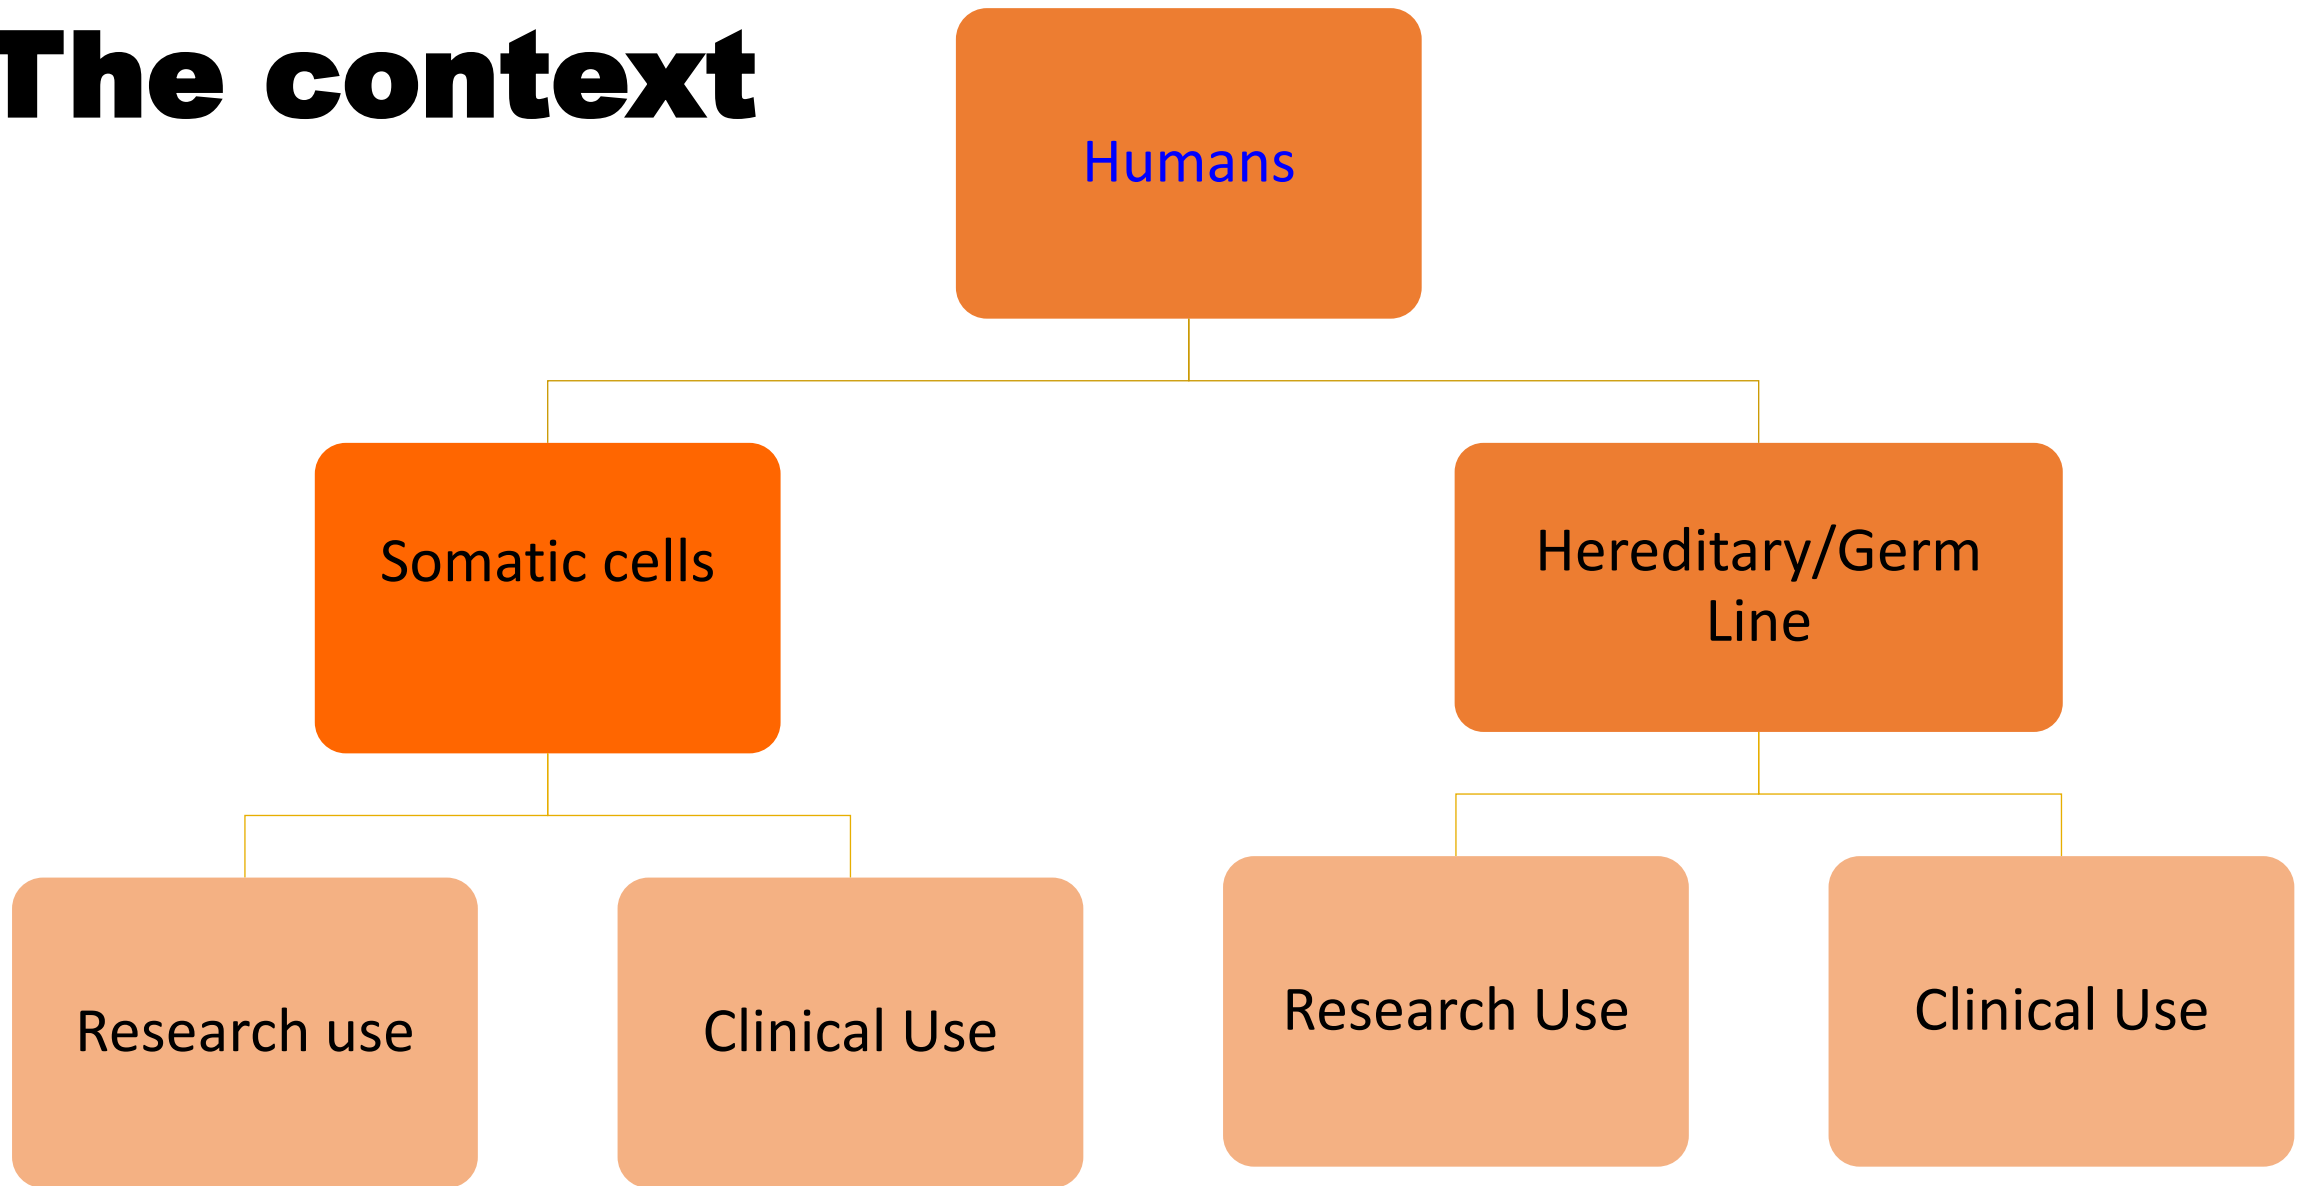 The context
Humans
Somatic cells
Hereditary/Germ
Line
Research use
Clinical Use
Research Use
Clinical Use